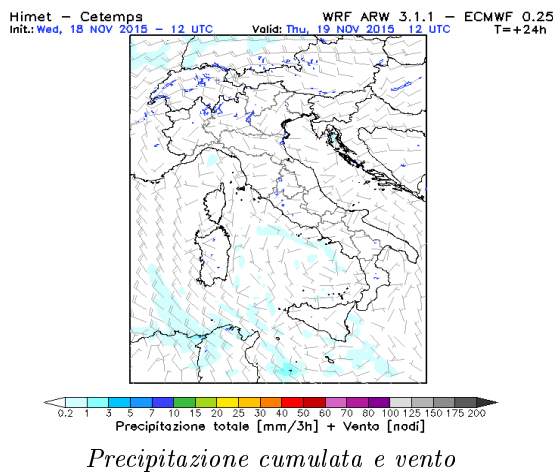 Himet – Cetemps WRF ARW 3.1.1 – ECMWF 0.25
Init.: Wed, 18 NOV 2015 – 12 UTC Valid: Thu, 19 NOV 2015 12 UTC T=+24h
0.2 1 3 5 7 10 15 20 25 30 40 50 60 70 80 100 125 150 175 200
Precipitazione totale [mm/3h] + Vento [nodi]
Precipitazione cumulata e vento